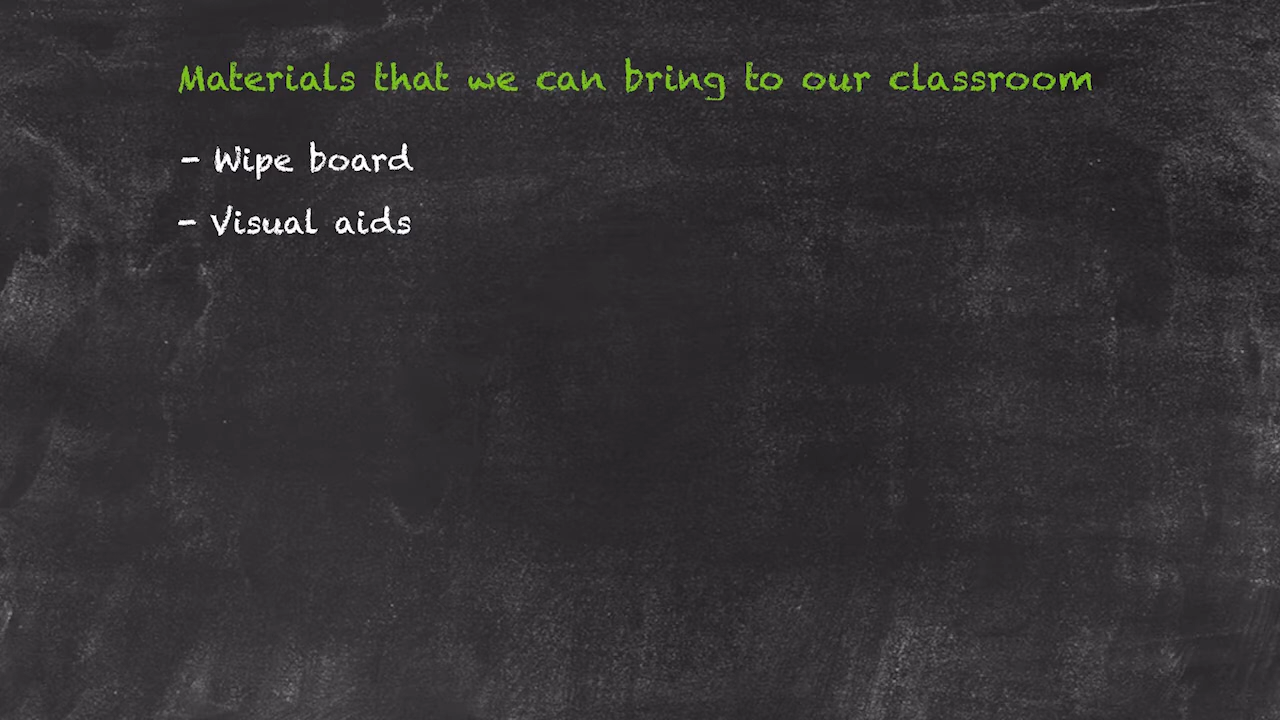 Materials that we can bring to our classroom
- Wipe board
- Visual aids